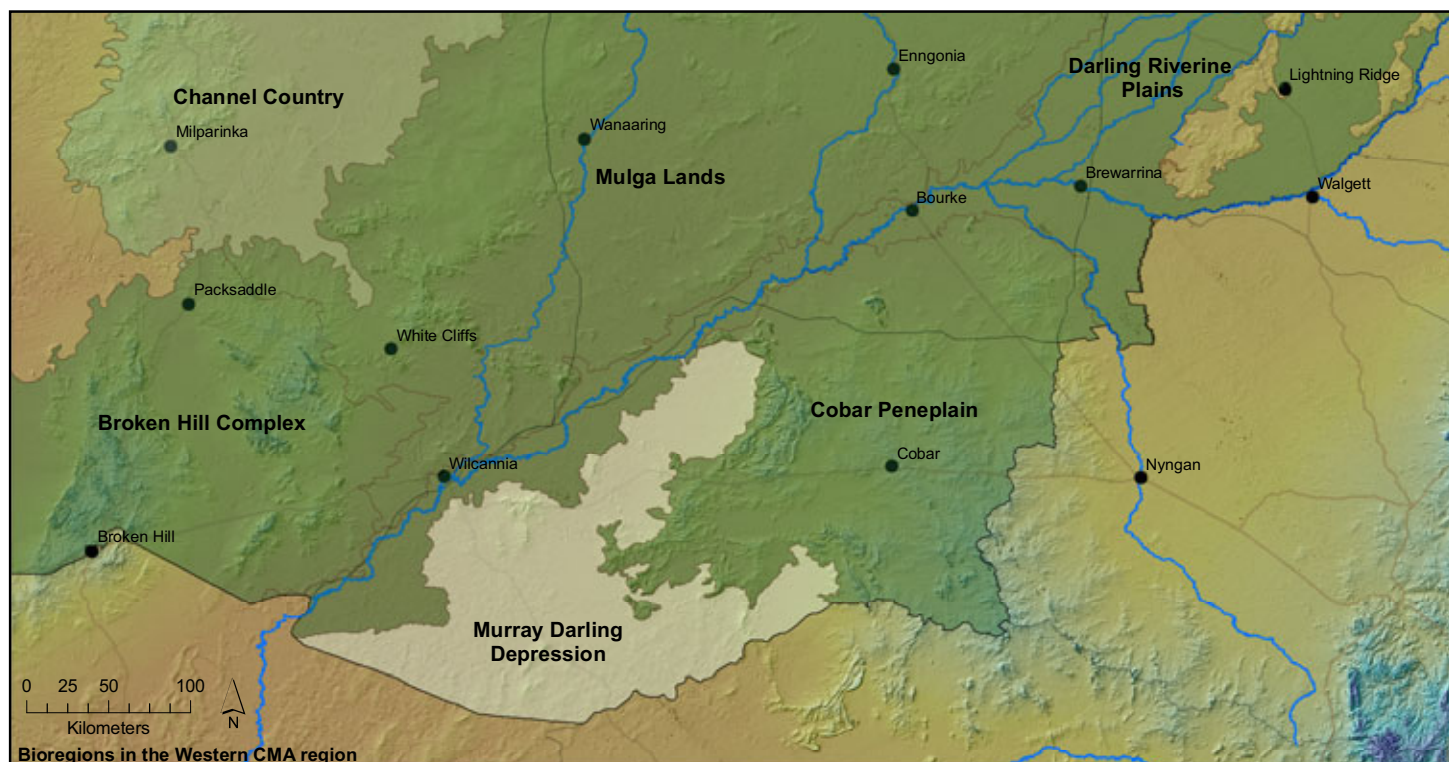 Enngonia
Darling Riverine
Plains
Lightning Ridge
Channel Country
Milparinka
Wanaaring
Mulga Lands
Brewarrina
Walgett
Bourke
Packsaddle
White Cliffs
Broken Hill Complex
Cobar Peneplain
Wilcannia
Cobar
Nyngan
Broken Hill
Murray Darling
Depression
0 25 50 100
N
Kilometers
Bioregions in the Western CMA region